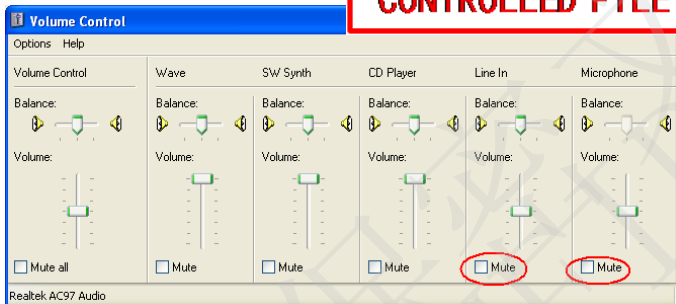 CONTROLLED FILE
Volume Control
Options Help
Volume Control Wave SW Synth CD Player Line In Microphone
Balance: Balance: Balance: Balance: Balance: Balance:
Volume: Volume: Volume: Volume: Volume: Volume:
Mute all Mute Mute Mute Mute Mute
Realtek AC97 Audio